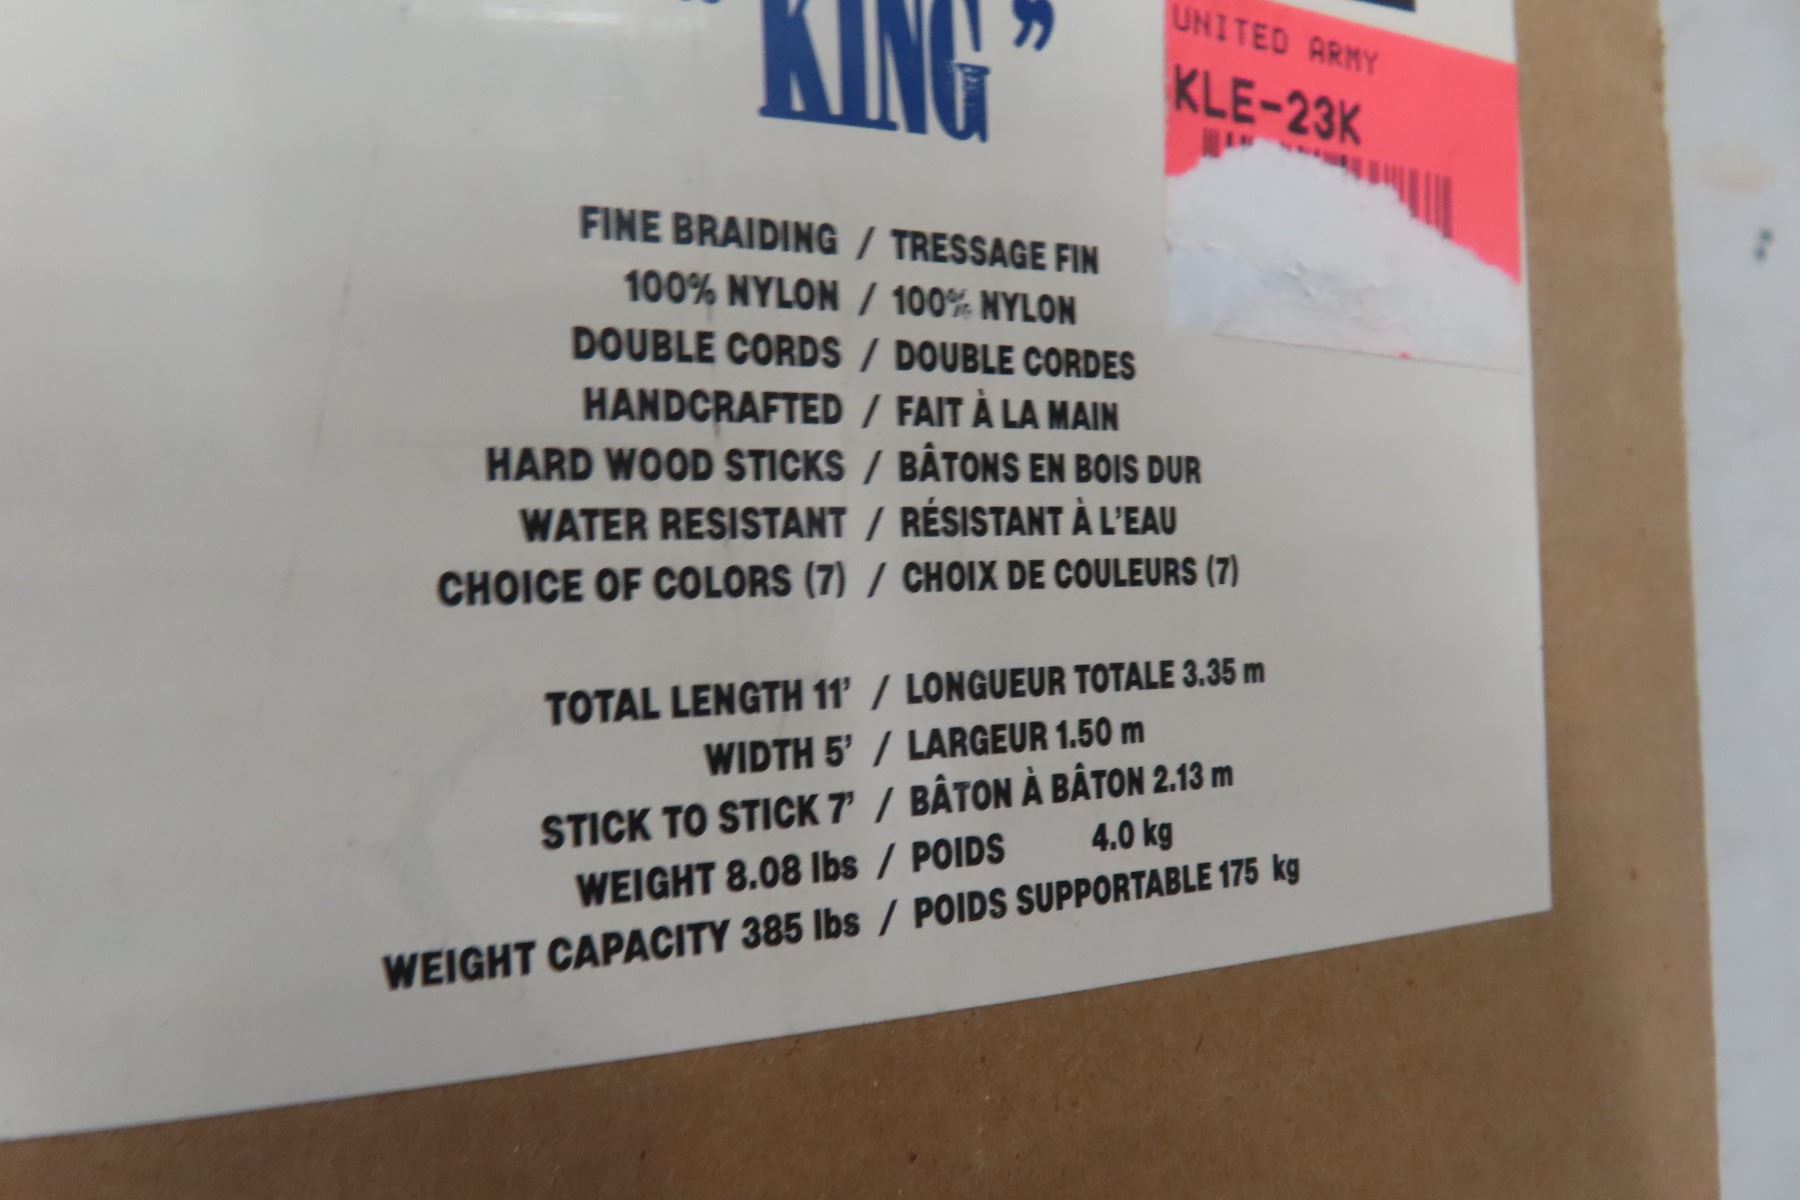 "KING"
UNITED ARMY
KLE-23K
FINE BRAIDING / TRESSAGE FIN
100% NYLON / 100% NYLON
DOUBLE CORDS / DOUBLE CORDES
HANDCRAFTED / FAIT À LA MAIN
HARD WOOD STICKS / BÂTONS EN BOIS DUR
WATER RESISTANT / RÉSISTANT À L'EAU
CHOICE OF COLORS (7) / CHOIX DE COULEURS (7)
TOTAL LENGTH 11' / LONGUEUR TOTALE 3.35 m
WIDTH 5' / LARGEUR 1.50 m
STICK TO STICK 7' / BÂTON À BÂTON 2.13 m
WEIGHT 8.08 lbs / POIDS 4.0 kg
WEIGHT CAPACITY 385 lbs / POIDS SUPPORTABLE 175 kg